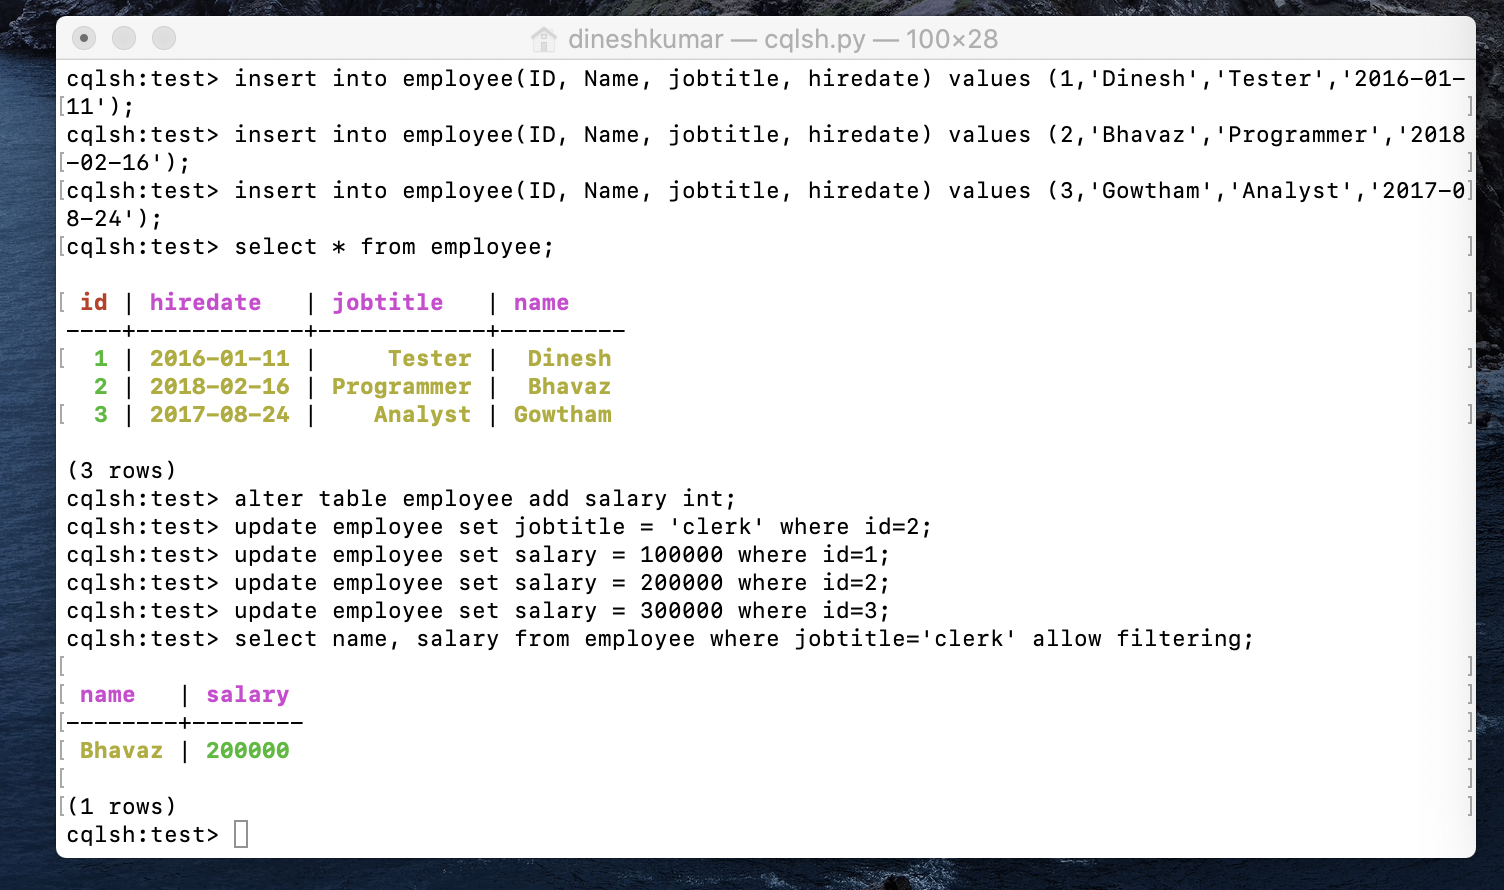 dineshkumar — cqlsh.py — 100×28
cqlsh:test> insert into employee(ID, Name, jobtitle, hiredate) values (1,'Dinesh','Tester','2016-01-
[11'); ]
cqlsh:test> insert into employee(ID, Name, jobtitle, hiredate) values (2,'Bhavaz','Programmer','2018
[-02-16'); ]
[cqlsh:test> insert into employee(ID, Name, jobtitle, hiredate) values (3,'Gowtham','Analyst','2017-0]
8-24');
[cqlsh:test> select * from employee; ]
[ id | hiredate   | jobtitle   | name ]
----+------------+------------+---------
[  1 | 2016-01-11 |     Tester |  Dinesh ]
  2 | 2018-02-16 | Programmer |  Bhavaz
[  3 | 2017-08-24 |    Analyst | Gowtham ]
(3 rows)
cqlsh:test> alter table employee add salary int;
cqlsh:test> update employee set jobtitle = 'clerk' where id=2;
cqlsh:test> update employee set salary = 100000 where id=1;
cqlsh:test> update employee set salary = 200000 where id=2;
cqlsh:test> update employee set salary = 300000 where id=3;
cqlsh:test> select name, salary from employee where jobtitle='clerk' allow filtering;
[ ]
[ name   | salary ]
[--------+-------- ]
[ Bhavaz | 200000 ]
[ ]
[(1 rows) ]
cqlsh:test>